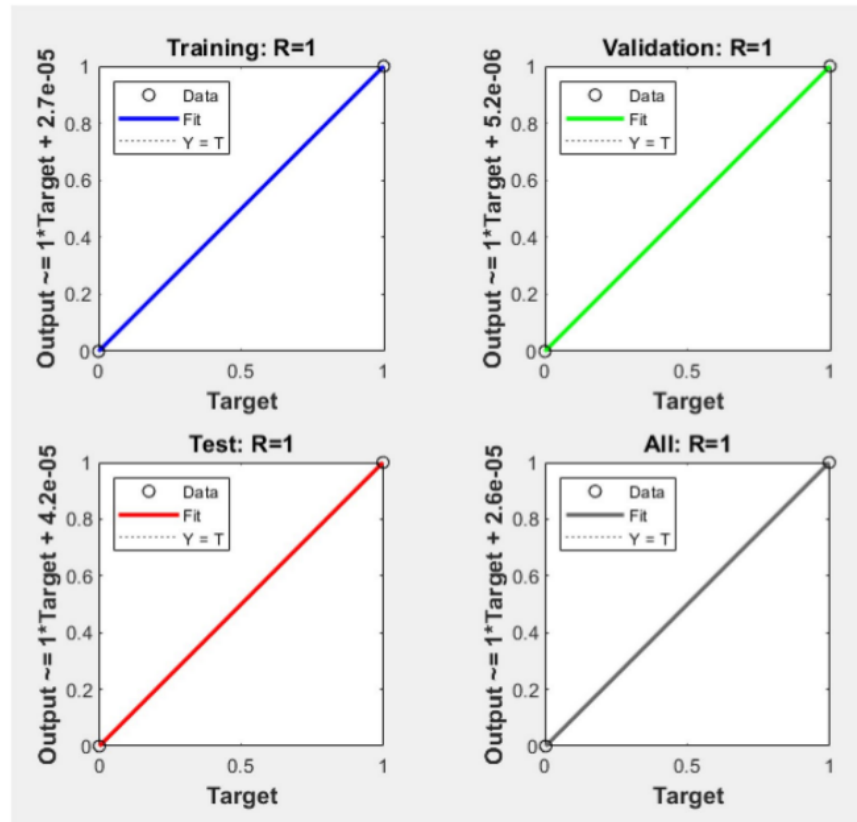 Training: R=1
Output ~= 1*Target + 2.7e-05
1
0.8
0.6
0.4
0.2
0
Data
Fit
Y = T
0
0.5
1
Target
Validation: R=1
Output ~= 1*Target + 5.2e-06
1
0.8
0.6
0.4
0.2
0
Data
Fit
Y = T
0
0.5
1
Target
Test: R=1
Output ~= 1*Target + 4.2e-05
1
0.8
0.6
0.4
0.2
0
Data
Fit
Y = T
0
0.5
1
Target
All: R=1
Output ~= 1*Target + 2.6e-05
1
0.8
0.6
0.4
0.2
0
Data
Fit
Y = T
0
0.5
1
Target